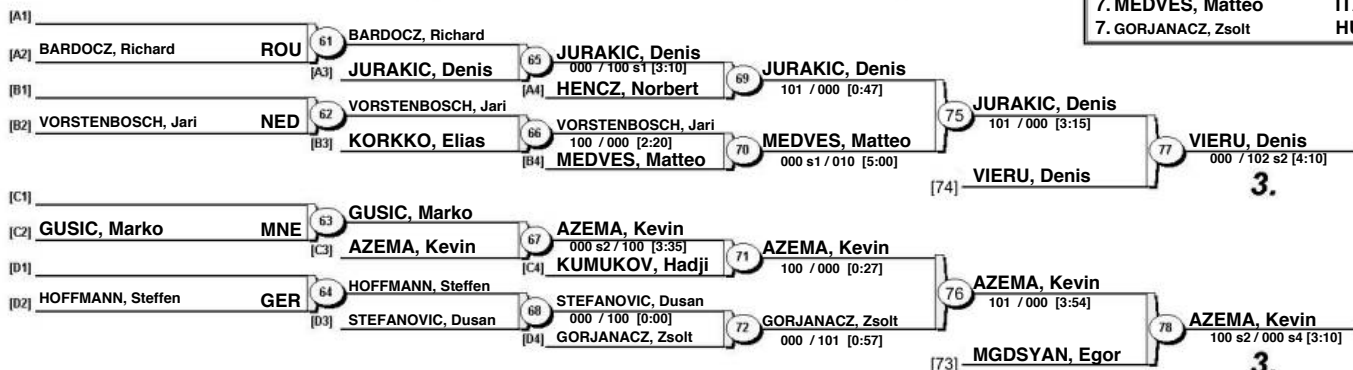 7. MEDVES, Matteo
7. GORJANACZ, Zsolt
[A1]
[A2] BARDOCZ, Richard ROU
61
BARDOCZ, Richard
[A3] JURAKIC, Denis
65
JURAKIC, Denis
000 / 100 s1 [3:10]
[A4] HENCZ, Norbert
69
JURAKIC, Denis
101 / 000 [0:47]
[B1]
[B2] VORSTENBOSCH, Jari NED
62
VORSTENBOSCH, Jari
[B3] KORKKO, Elias
66
VORSTENBOSCH, Jari
100 / 000 [2:20]
[B4] MEDVES, Matteo
70
MEDVES, Matteo
000 s1 / 010 [5:00]
75
JURAKIC, Denis
101 / 000 [3:15]
[74] VIERU, Denis
77
VIERU, Denis
000 / 102 s2 [4:10]
3.
[C1]
[C2] GUSIC, Marko MNE
63
GUSIC, Marko
[C3] AZEMA, Kevin
67
AZEMA, Kevin
000 s2 / 100 [3:35]
[C4] KUMUKOV, Hadji
71
AZEMA, Kevin
100 / 000 [0:27]
[D1]
[D2] HOFFMANN, Steffen GER
64
HOFFMANN, Steffen
[D3] STEFANOVIC, Dusan
68
STEFANOVIC, Dusan
000 / 100 [0:00]
[D4] GORJANACZ, Zsolt
72
GORJANACZ, Zsolt
000 / 101 [0:57]
76
AZEMA, Kevin
101 / 000 [3:54]
[73] MGDSYAN, Egor
78
AZEMA, Kevin
100 s2 / 000 s4 [3:10]
3.